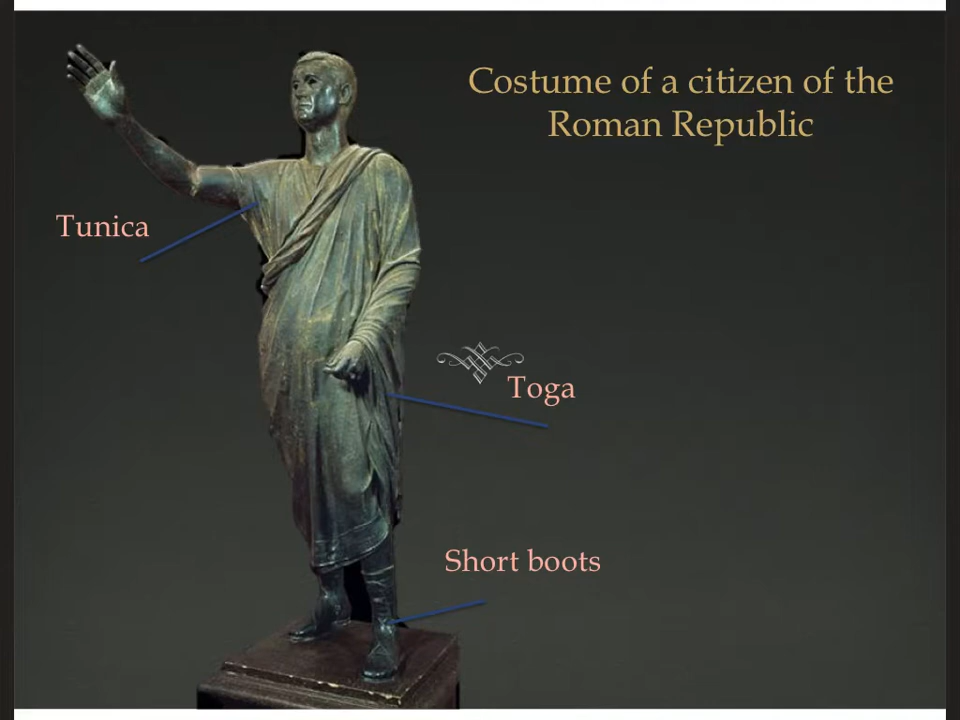 Costume of a citizen of the
Roman Republic
Tunica
Toga
Short boots